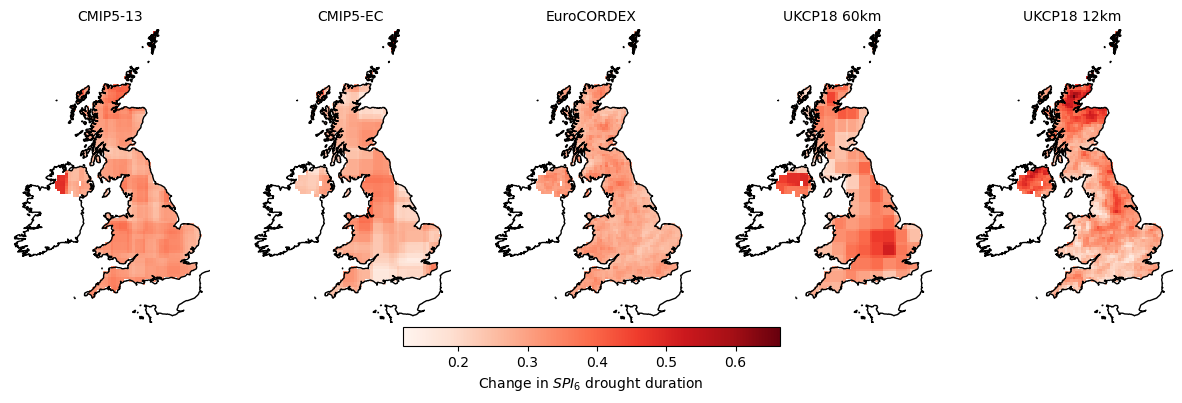 CMIP5-13 CMIP5-EC EuroCORDEX UKCP18 60km UKCP18 12km
0.2 0.3 0.4 0.5 0.6
Change in SPI₆ drought duration